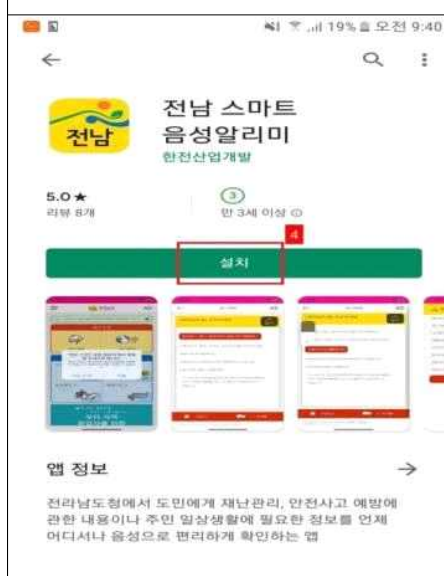 19% 오전 9:40
전남
전남 스마트
음성알리미
한전산업개발
5.0★
리뷰 8개
3
만 3세 이상
4
설치
앱 정보
전라남도청에서 도민에게 재난관리, 안전사고 예방에
관한 내용이나 주민 일상생활에 필요한 정보를 언제
어디서나 음성으로 편리하게 확인하는 앱